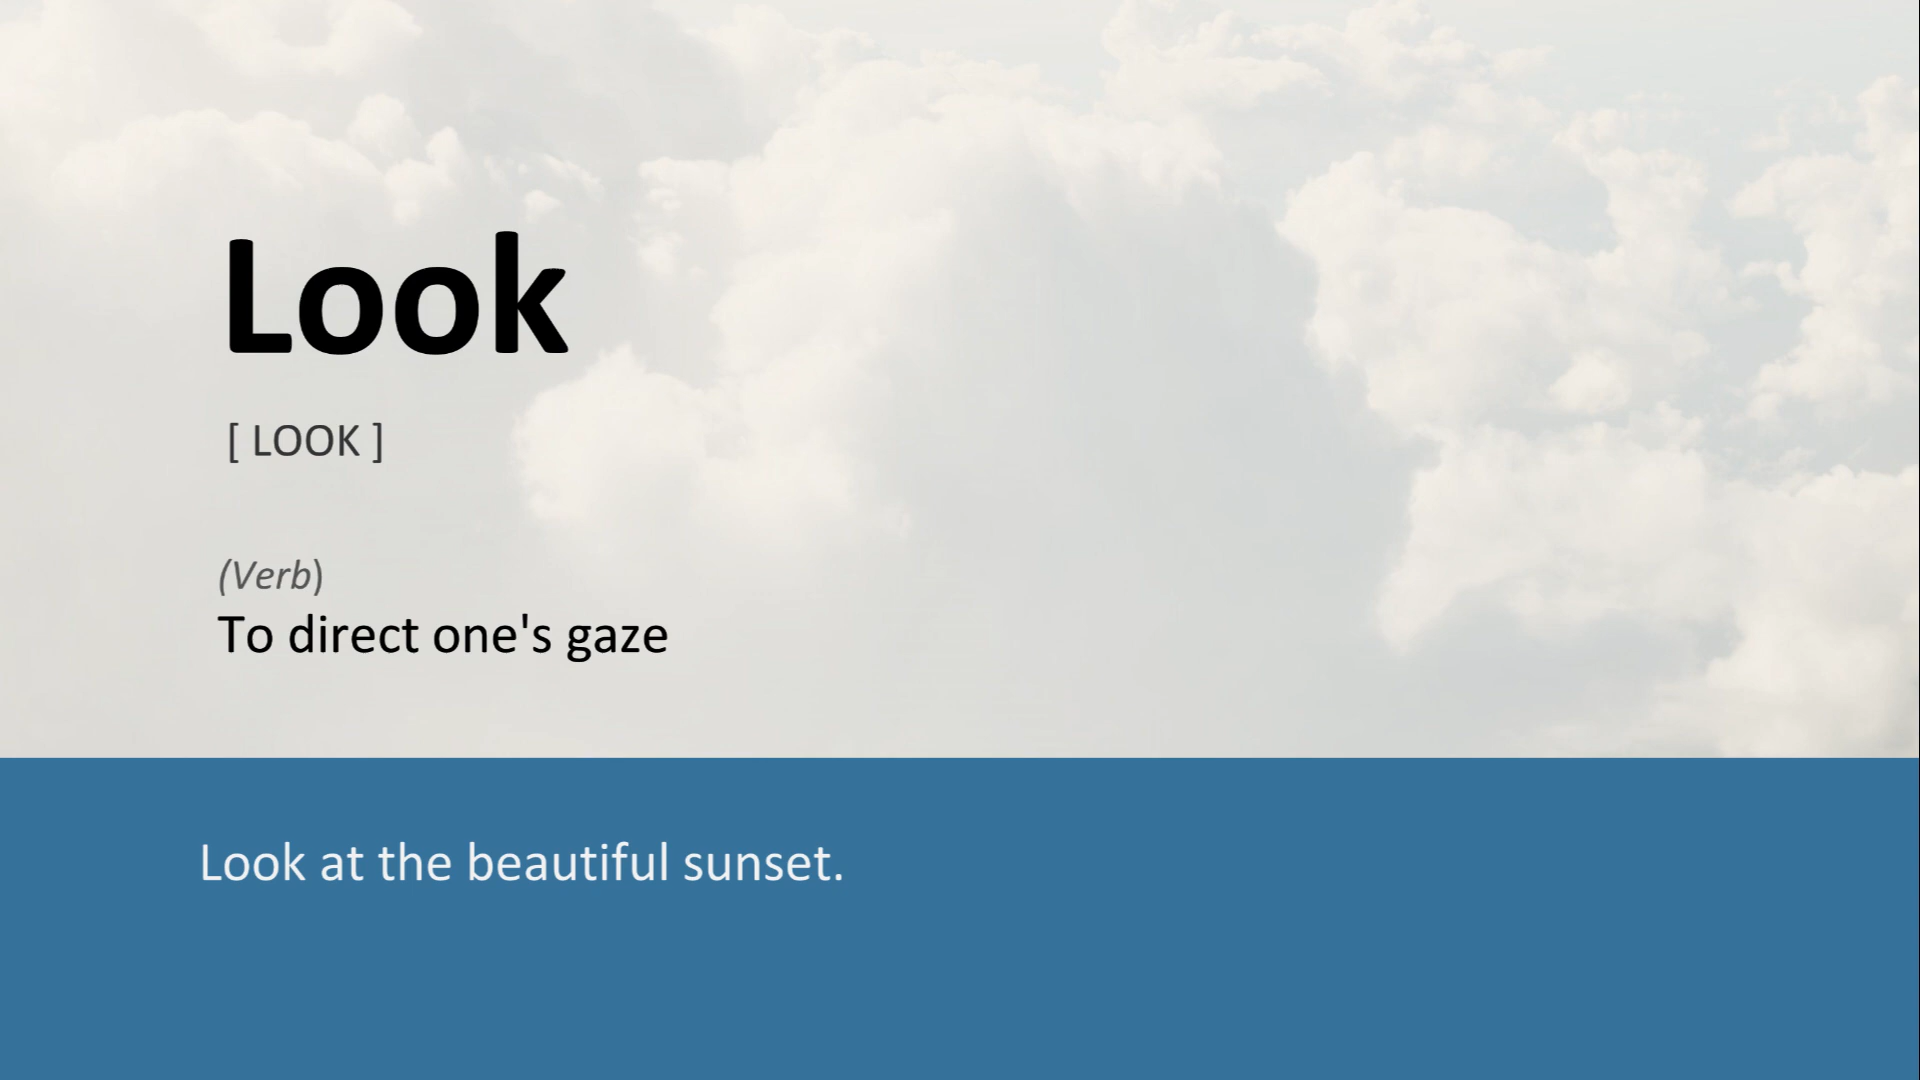 Look
[ LOOK ]
(Verb)
To direct one's gaze
Look at the beautiful sunset.